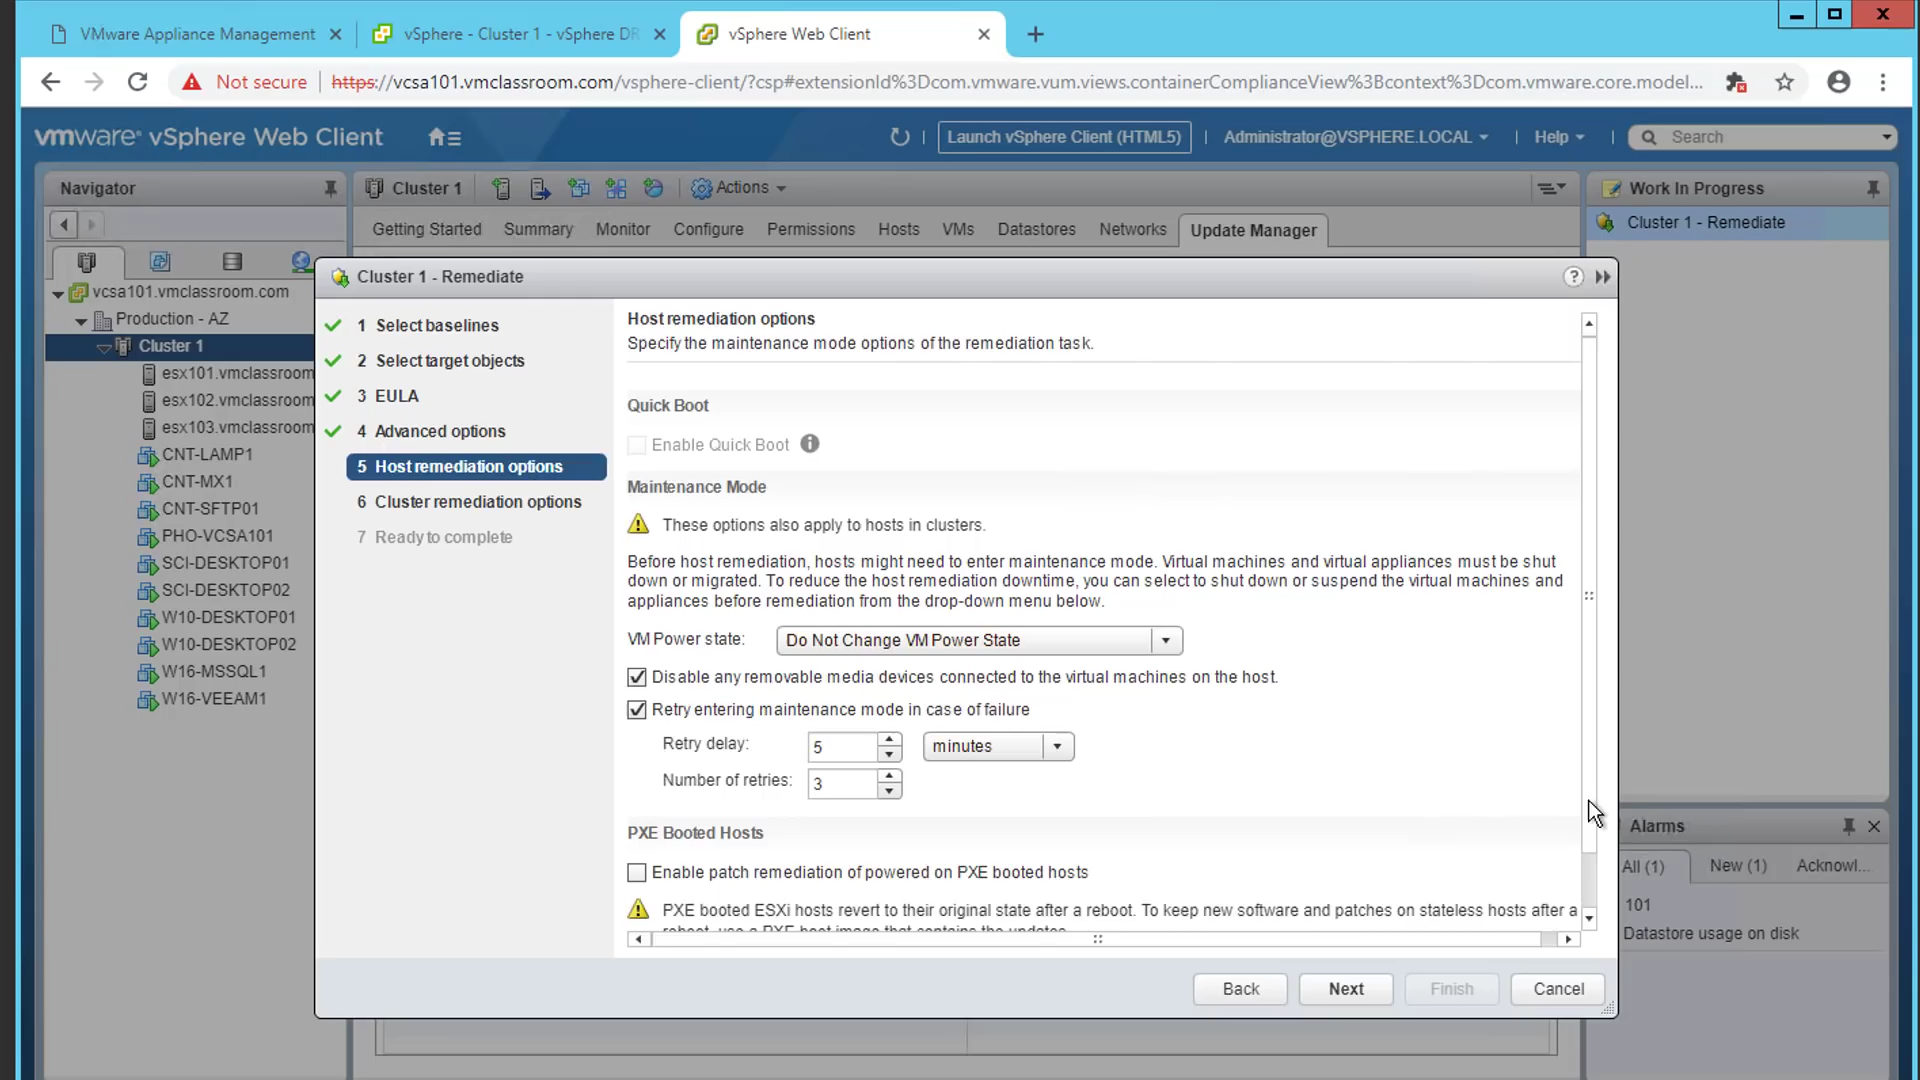 VMware Appliance Management
vSphere - Cluster 1 - vSphere DR
vSphere Web Client
Not secure
https://vcsa101.vmclassroom.com/vsphere-client/?csp#extensionId%3Dcom.vmware.vum.views.containerComplianceView%3Bcontext%3Dcom.vmware.core.model...
vmware® vSphere Web Client
Launch vSphere Client (HTML5)
Administrator@VSPHERE.LOCAL
Help
Search
Navigator
Cluster 1
Actions
Work In Progress
Cluster 1 - Remediate
Getting Started
Summary
Monitor
Configure
Permissions
Hosts
VMs
Datastores
Networks
Update Manager
vcsa101.vmclassroom.com
Production - AZ
Cluster 1
esx101.vmclassroom
esx102.vmclassroom
esx103.vmclassroom
CNT-LAMP1
CNT-MX1
CNT-SFTP01
PHO-VCSA101
SCI-DESKTOP01
SCI-DESKTOP02
W10-DESKTOP01
W10-DESKTOP02
W16-MSSQL1
W16-VEEAM1
Cluster 1 - Remediate
1 Select baselines
2 Select target objects
3 EULA
4 Advanced options
5 Host remediation options
6 Cluster remediation options
7 Ready to complete
Host remediation options
Specify the maintenance mode options of the remediation task.
Quick Boot
Enable Quick Boot
Maintenance Mode
These options also apply to hosts in clusters.
Before host remediation, hosts might need to enter maintenance mode. Virtual machines and virtual appliances must be shut
down or migrated. To reduce the host remediation downtime, you can select to shut down or suspend the virtual machines and
appliances before remediation from the drop-down menu below.
VM Power state: Do Not Change VM Power State
Disable any removable media devices connected to the virtual machines on the host.
Retry entering maintenance mode in case of failure
Retry delay: 5 minutes
Number of retries: 3
PXE Booted Hosts
Enable patch remediation of powered on PXE booted hosts
PXE booted ESXi hosts revert to their original state after a reboot. To keep new software and patches on stateless hosts after a
reboot, use a PXE boot image that contains the updates.
Back
Next
Finish
Cancel
Alarms
All (1)
New (1)
Acknowl...
101
Datastore usage on disk